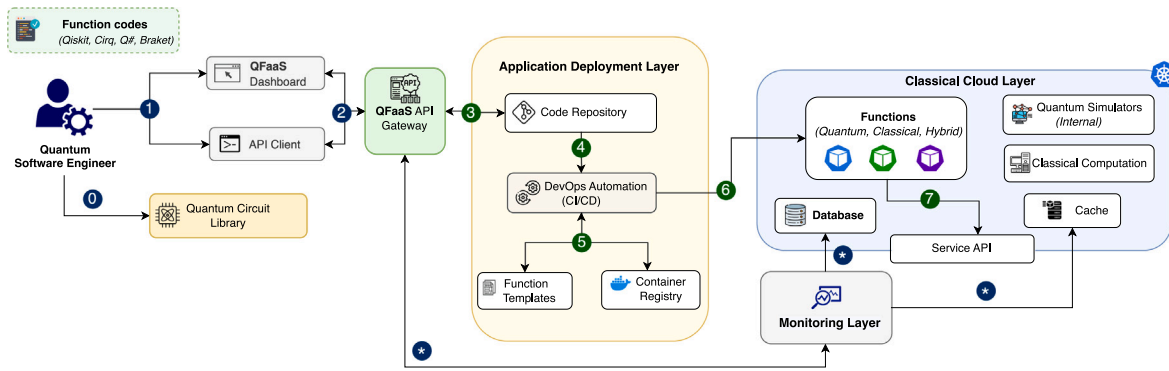 Function codes
(Qiskit, Cirq, Q#, Braket)
Quantum
Software Engineer
0
Quantum Circuit
Library
1
QFaaS
Dashboard
API Client
2
API
QFaaS API
Gateway
3
Application Deployment Layer
Code Repository
4
DevOps Automation
(CI/CD)
5
Function
Templates
Container
Registry
6
Classical Cloud Layer
Functions
(Quantum, Classical, Hybrid)
Quantum Simulators
(Internal)
Classical Computation
7
Database
Cache
Service API
*
*
Monitoring Layer
*